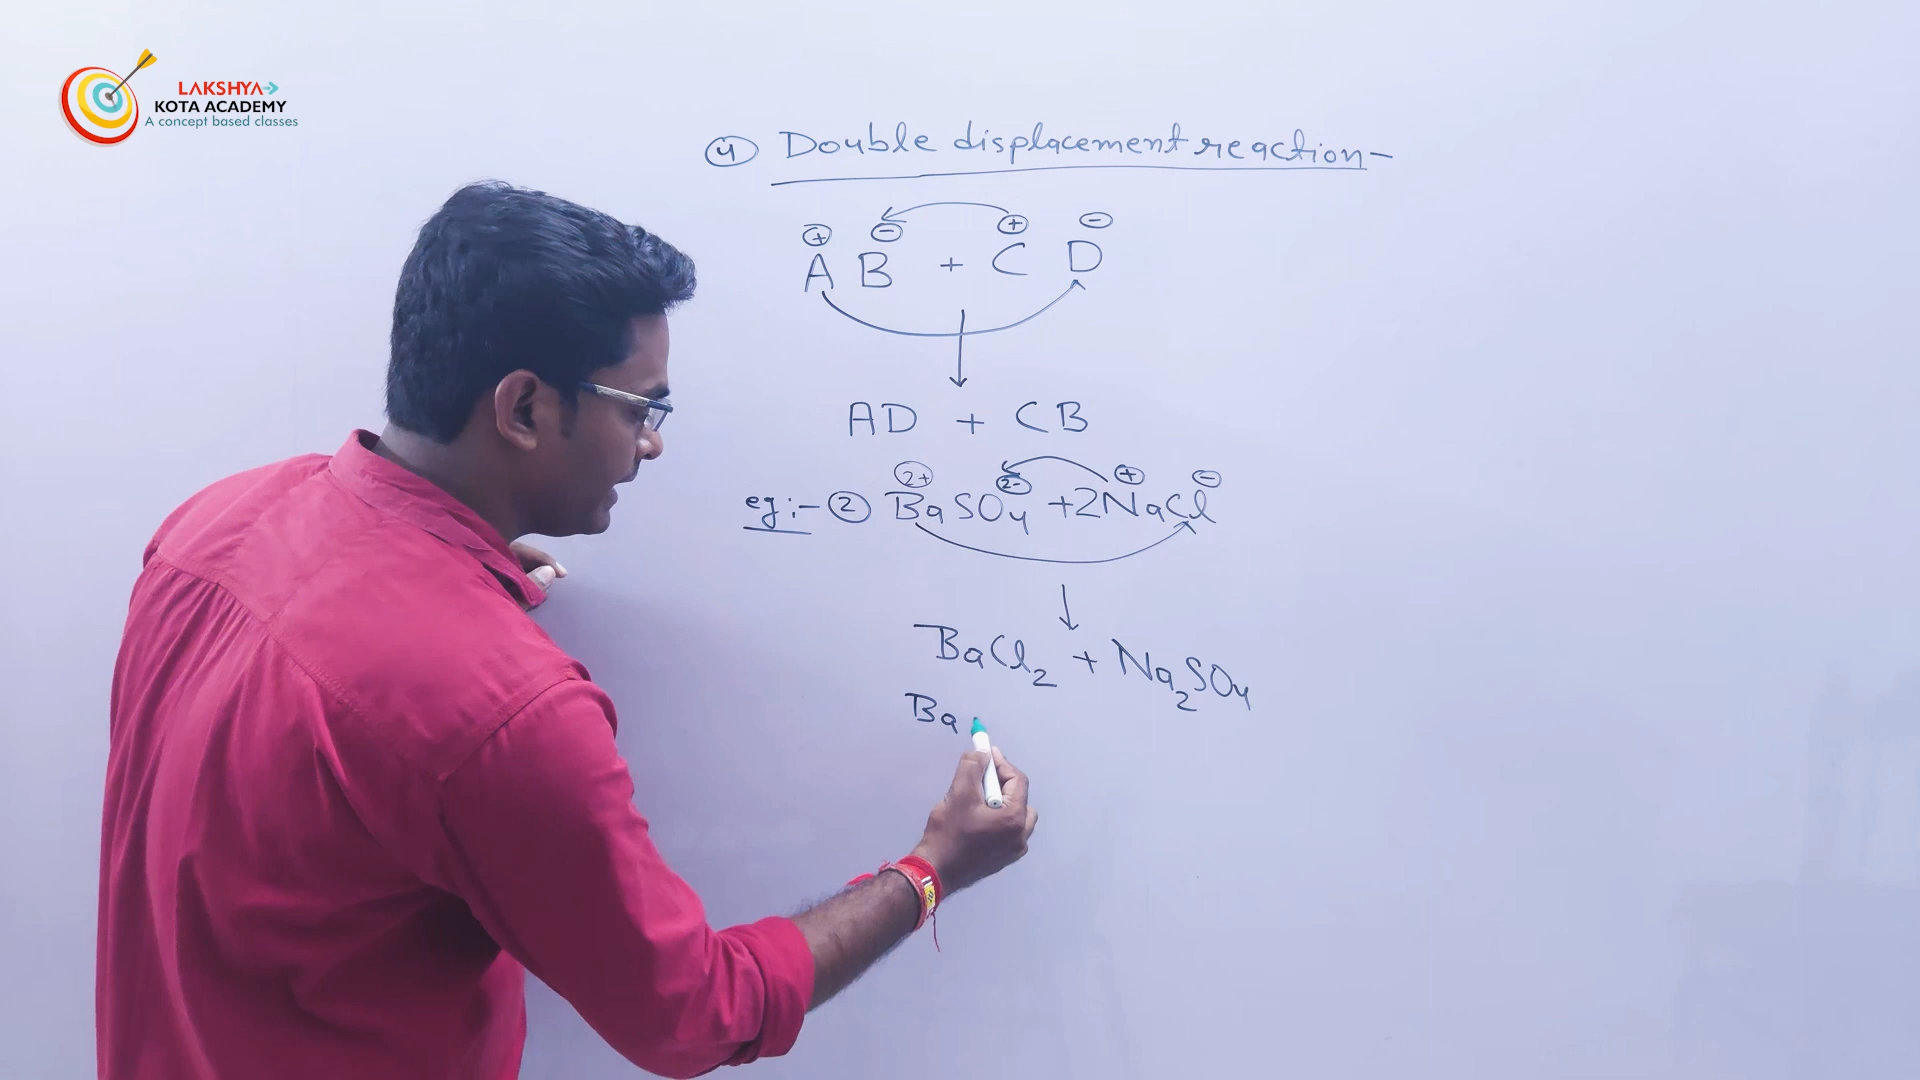 LAKSHYA
KOTA ACADEMY
A concept based classes
④ Double displacement reaction-
⊕ ⊖ ⊕ ⊖
A B + C D
AD + CB
2+ 2- ⊕ ⊖
eg:- ② BaSO₄ +2NaCl
BaCl₂ + Na₂SO₄
Ba